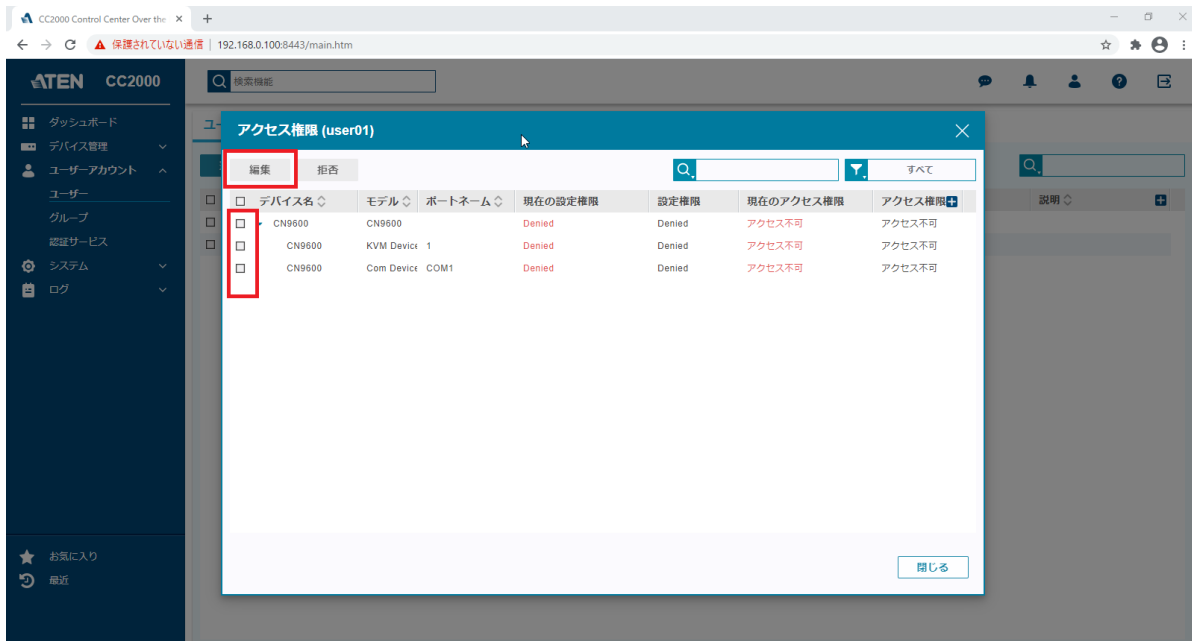 CC2000 Control Center Over the
保護されていない通信 | 192.168.0.100:8443/main.htm
ATEN CC2000
検索機能
ダッシュボード
デバイス管理
ユーザーアカウント
ユーザー
グループ
認証サービス
システム
ログ
お気に入り
最近
ユー
説明
アクセス権限 (user01)
編集 拒否 すべて
デバイス名 モデル ポートネーム 現在の設定権限 設定権限 現在のアクセス権限 アクセス権限
CN9600 CN9600 Denied Denied アクセス不可 アクセス不可
CN9600 KVM Device 1 Denied Denied アクセス不可 アクセス不可
CN9600 Com Device COM1 Denied Denied アクセス不可 アクセス不可
閉じる